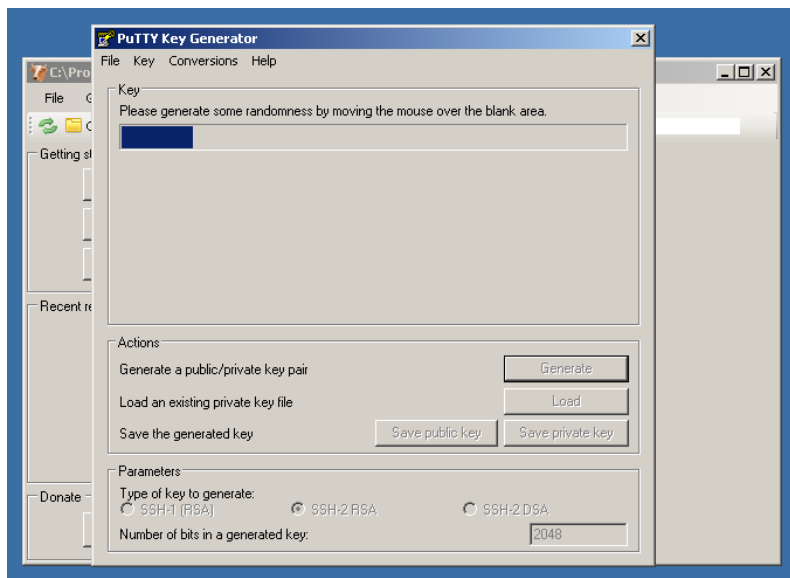 PuTTY Key Generator
File Key Conversions Help
Key
Please generate some randomness by moving the mouse over the blank area.
Actions
Generate a public/private key pair
Generate
Load an existing private key file
Load
Save the generated key
Save public key
Save private key
Parameters
Type of key to generate:
SSH-1 (RSA)
SSH-2 RSA
SSH-2 DSA
Number of bits in a generated key:
2048
C:\Pro
File
Getting
Recent
Donate